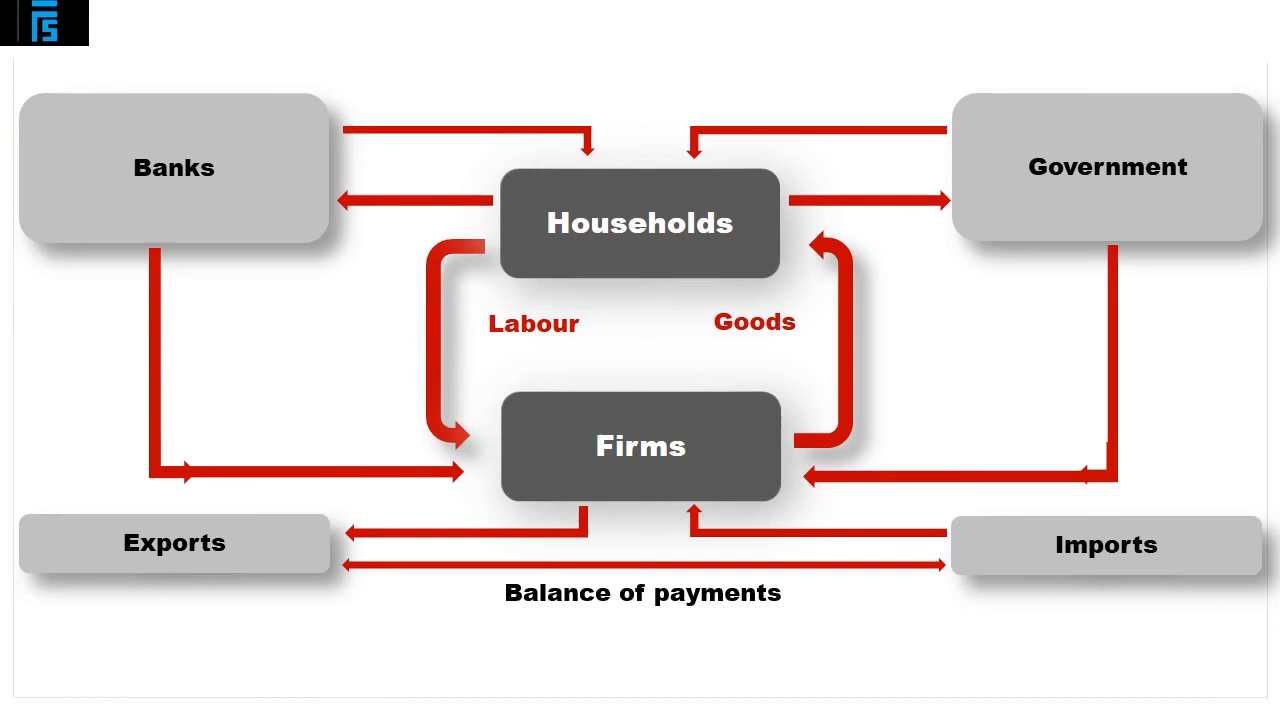 Banks
Government
Households
Labour
Goods
Firms
Exports
Imports
Balance of payments